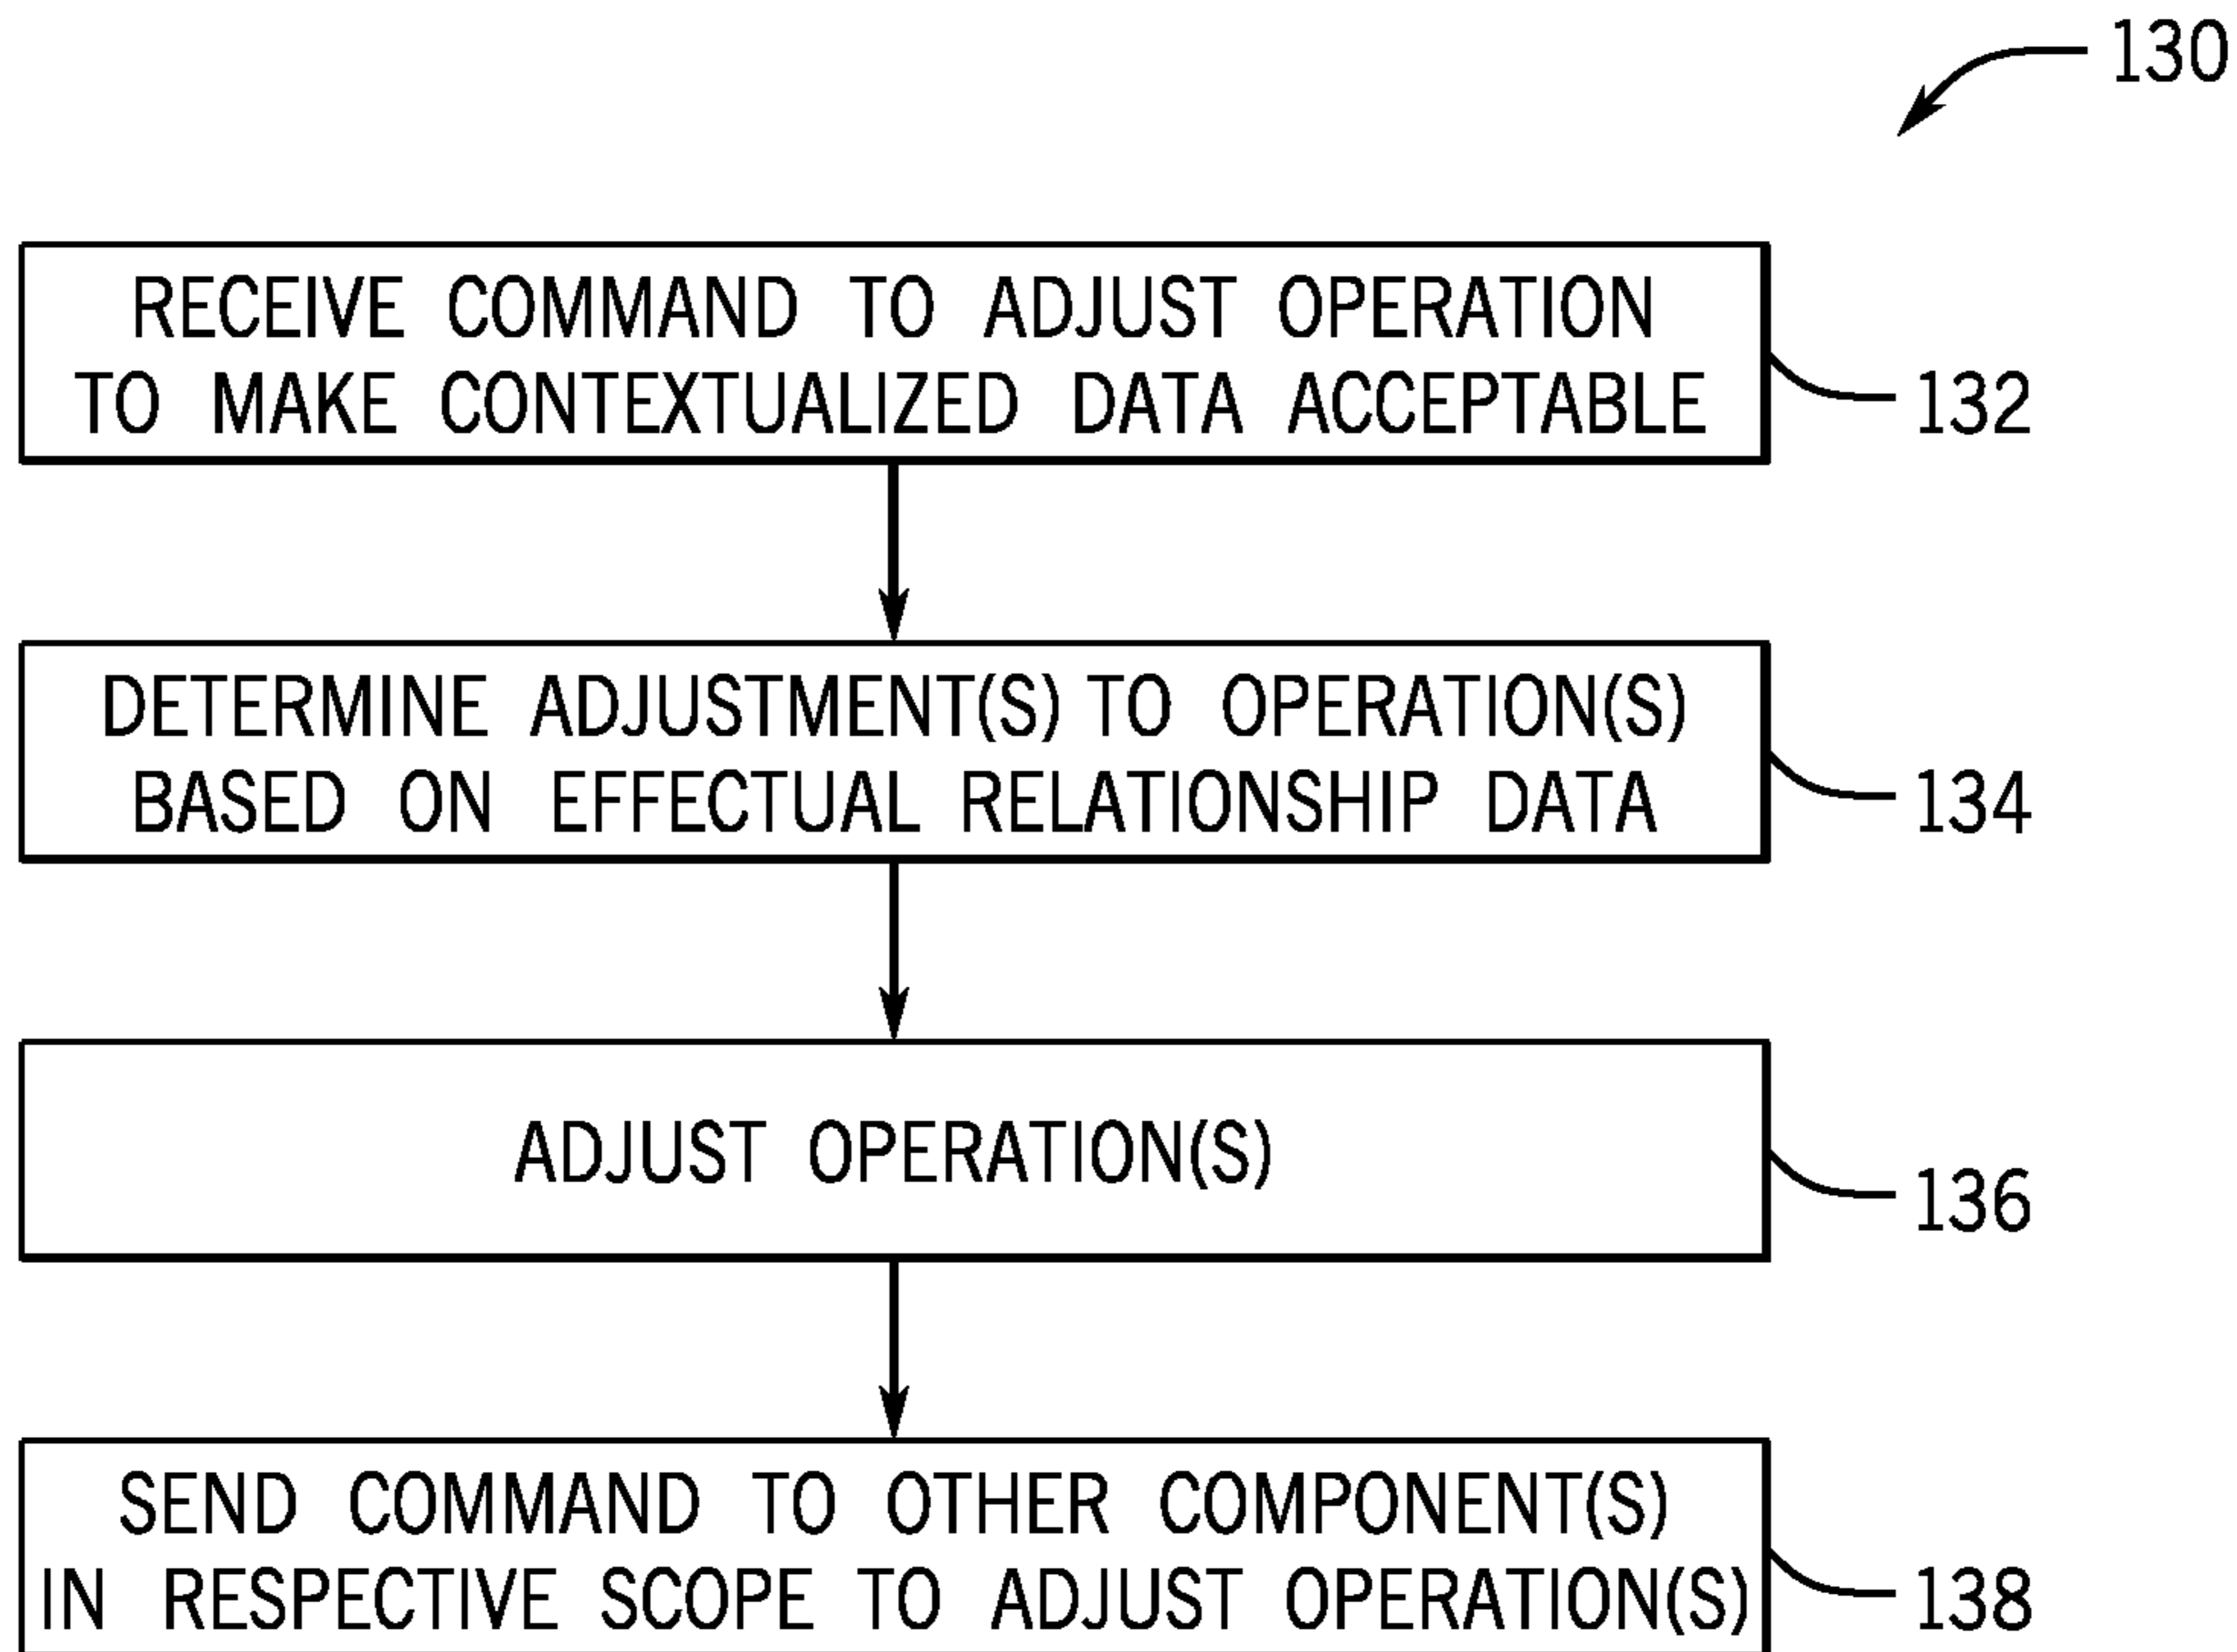 130
RECEIVE COMMAND TO ADJUST OPERATION
TO MAKE CONTEXTUALIZED DATA ACCEPTABLE
132
DETERMINE ADJUSTMENT(S) TO OPERATION(S)
BASED ON EFFECTUAL RELATIONSHIP DATA
134
ADJUST OPERATION(S)
136
SEND COMMAND TO OTHER COMPONENT(S)
IN RESPECTIVE SCOPE TO ADJUST OPERATION(S)
138